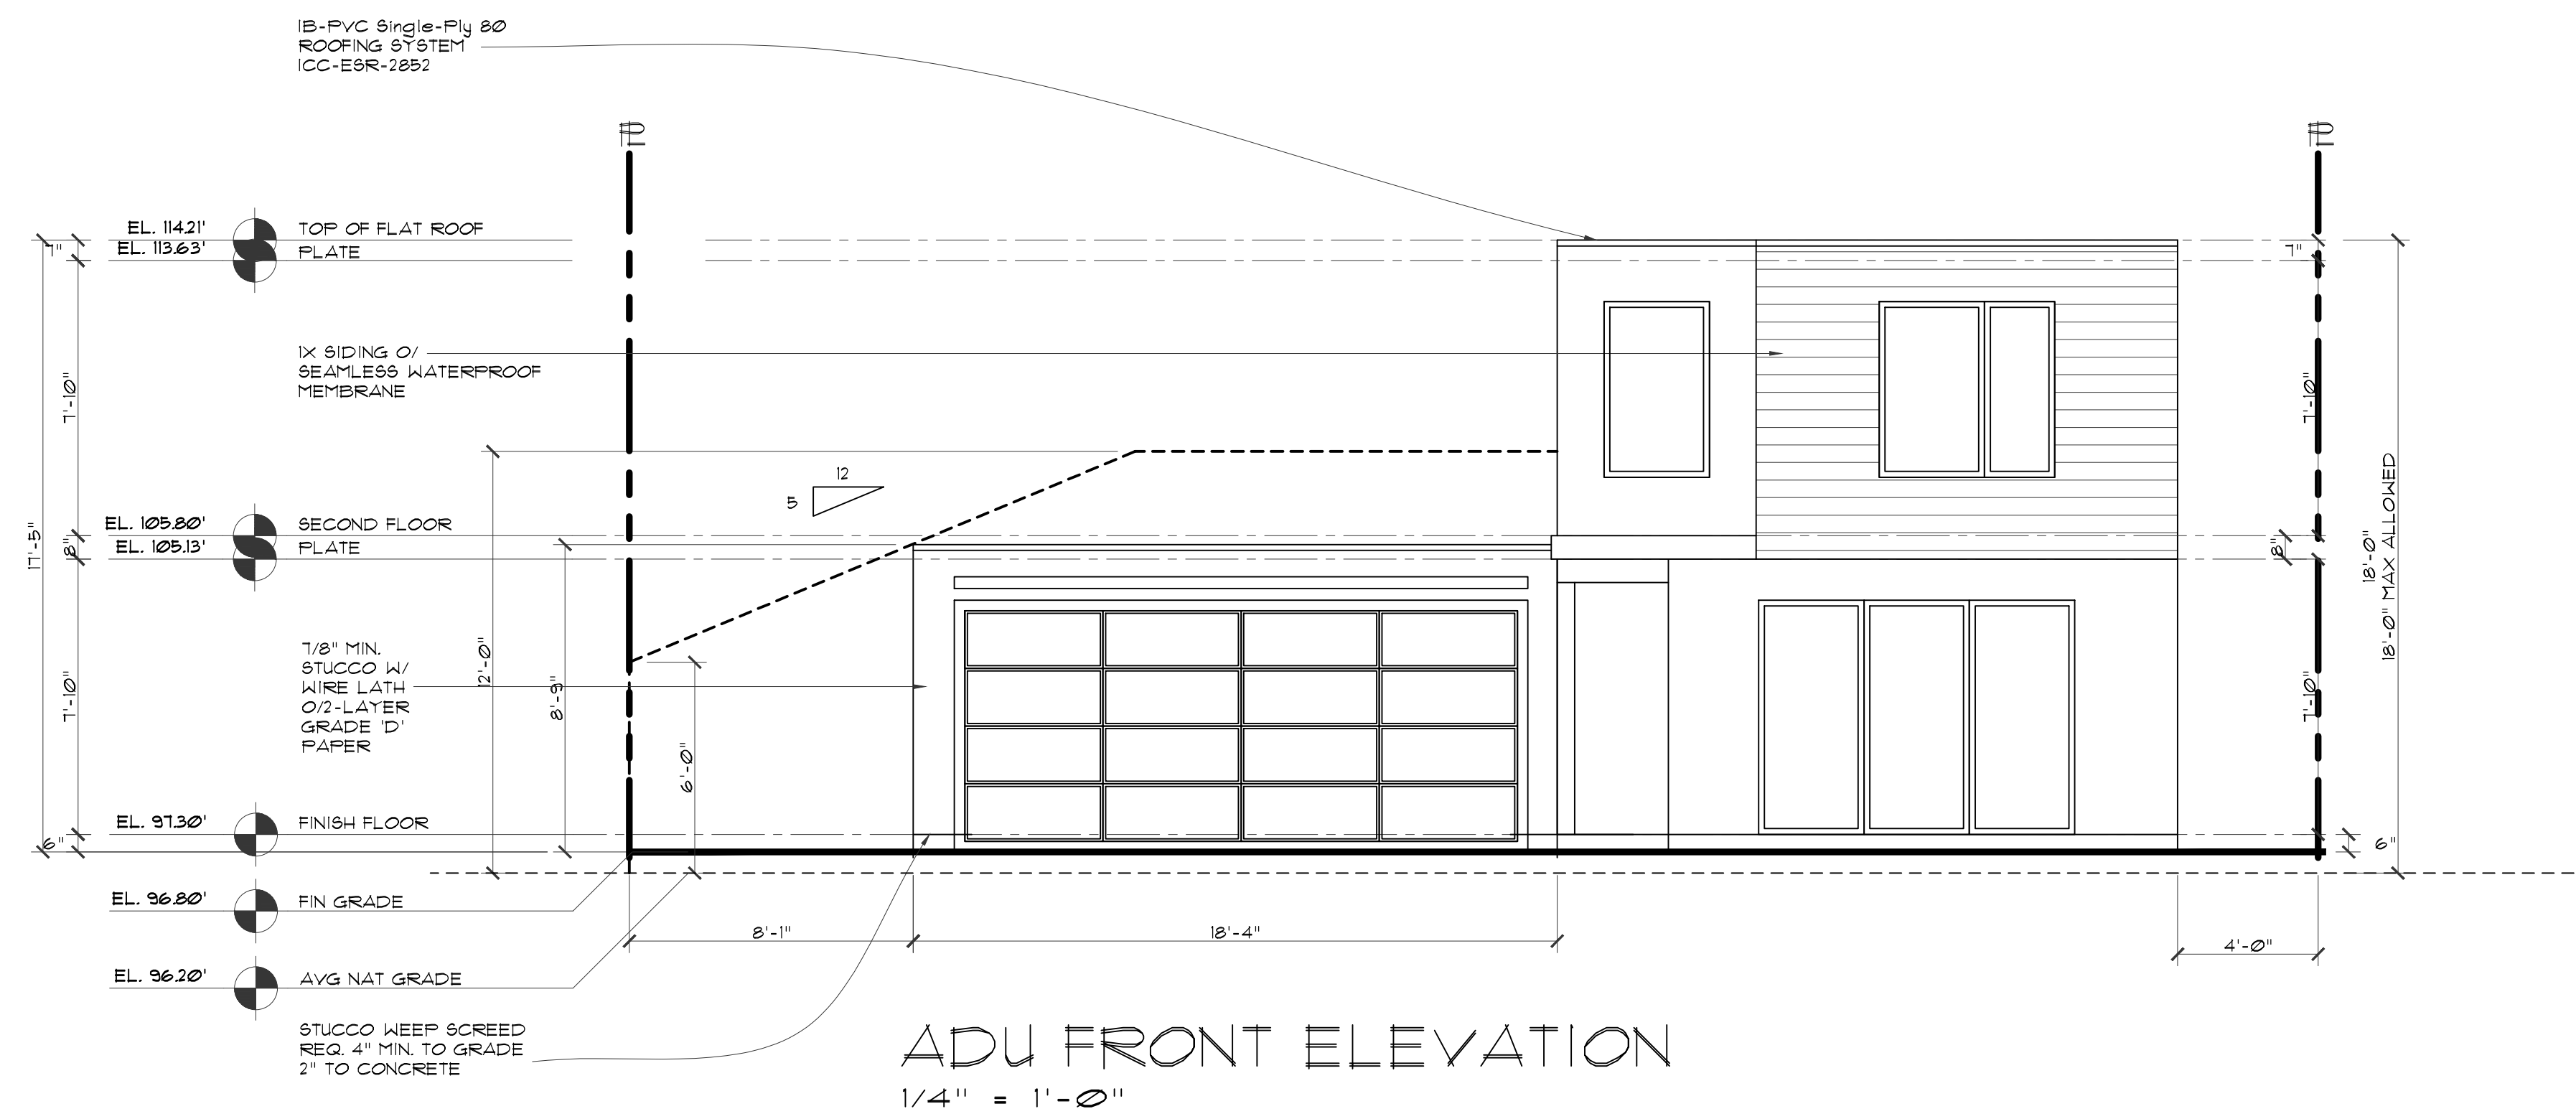 IB-PVC Single-Ply 80
ROOFING SYSTEM
ICC-ESR-2852
PL
PL
EL. 114.21'
TOP OF FLAT ROOF
EL. 113.63'
PLATE
7"
7"
1X SIDING O/
SEAMLESS WATERPROOF
MEMBRANE
7'-10"
7'-10"
12
5
EL. 105.80'
SECOND FLOOR
EL. 105.13'
PLATE
17'-5"
8"
8"
18'-0"
18'-0" MAX ALLOWED
7/8" MIN.
STUCCO W/
WIRE LATH
O/2-LAYER
GRADE 'D'
PAPER
7'-10"
12'-0"
8'-9"
6'-0"
7'-10"
EL. 97.30'
FINISH FLOOR
6"
6"
EL. 96.80'
FIN GRADE
8'-1"
18'-4"
4'-0"
EL. 96.20'
AVG NAT GRADE
STUCCO WEEP SCREED
REQ. 4" MIN. TO GRADE
2" TO CONCRETE
ADU FRONT ELEVATION
1/4" = 1'-0"